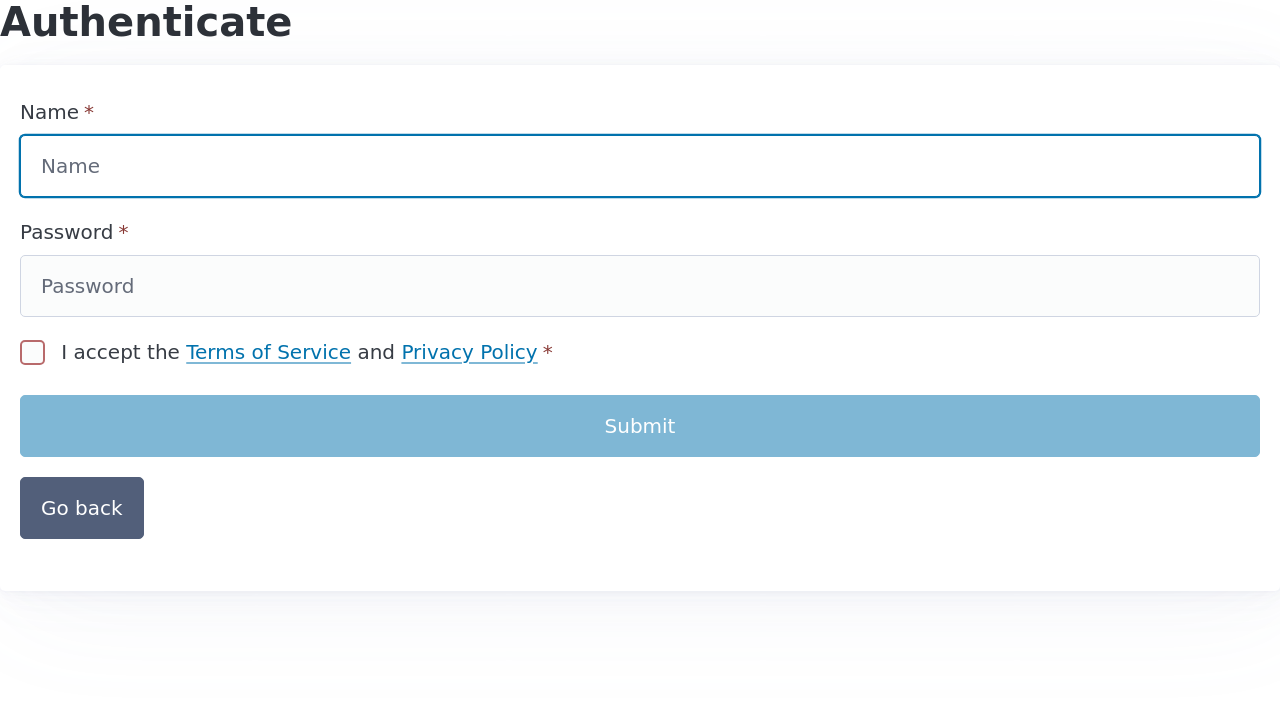 Authenticate
Name *
Name
Password *
Password
I accept the Terms of Service and Privacy Policy *
Submit
Go back